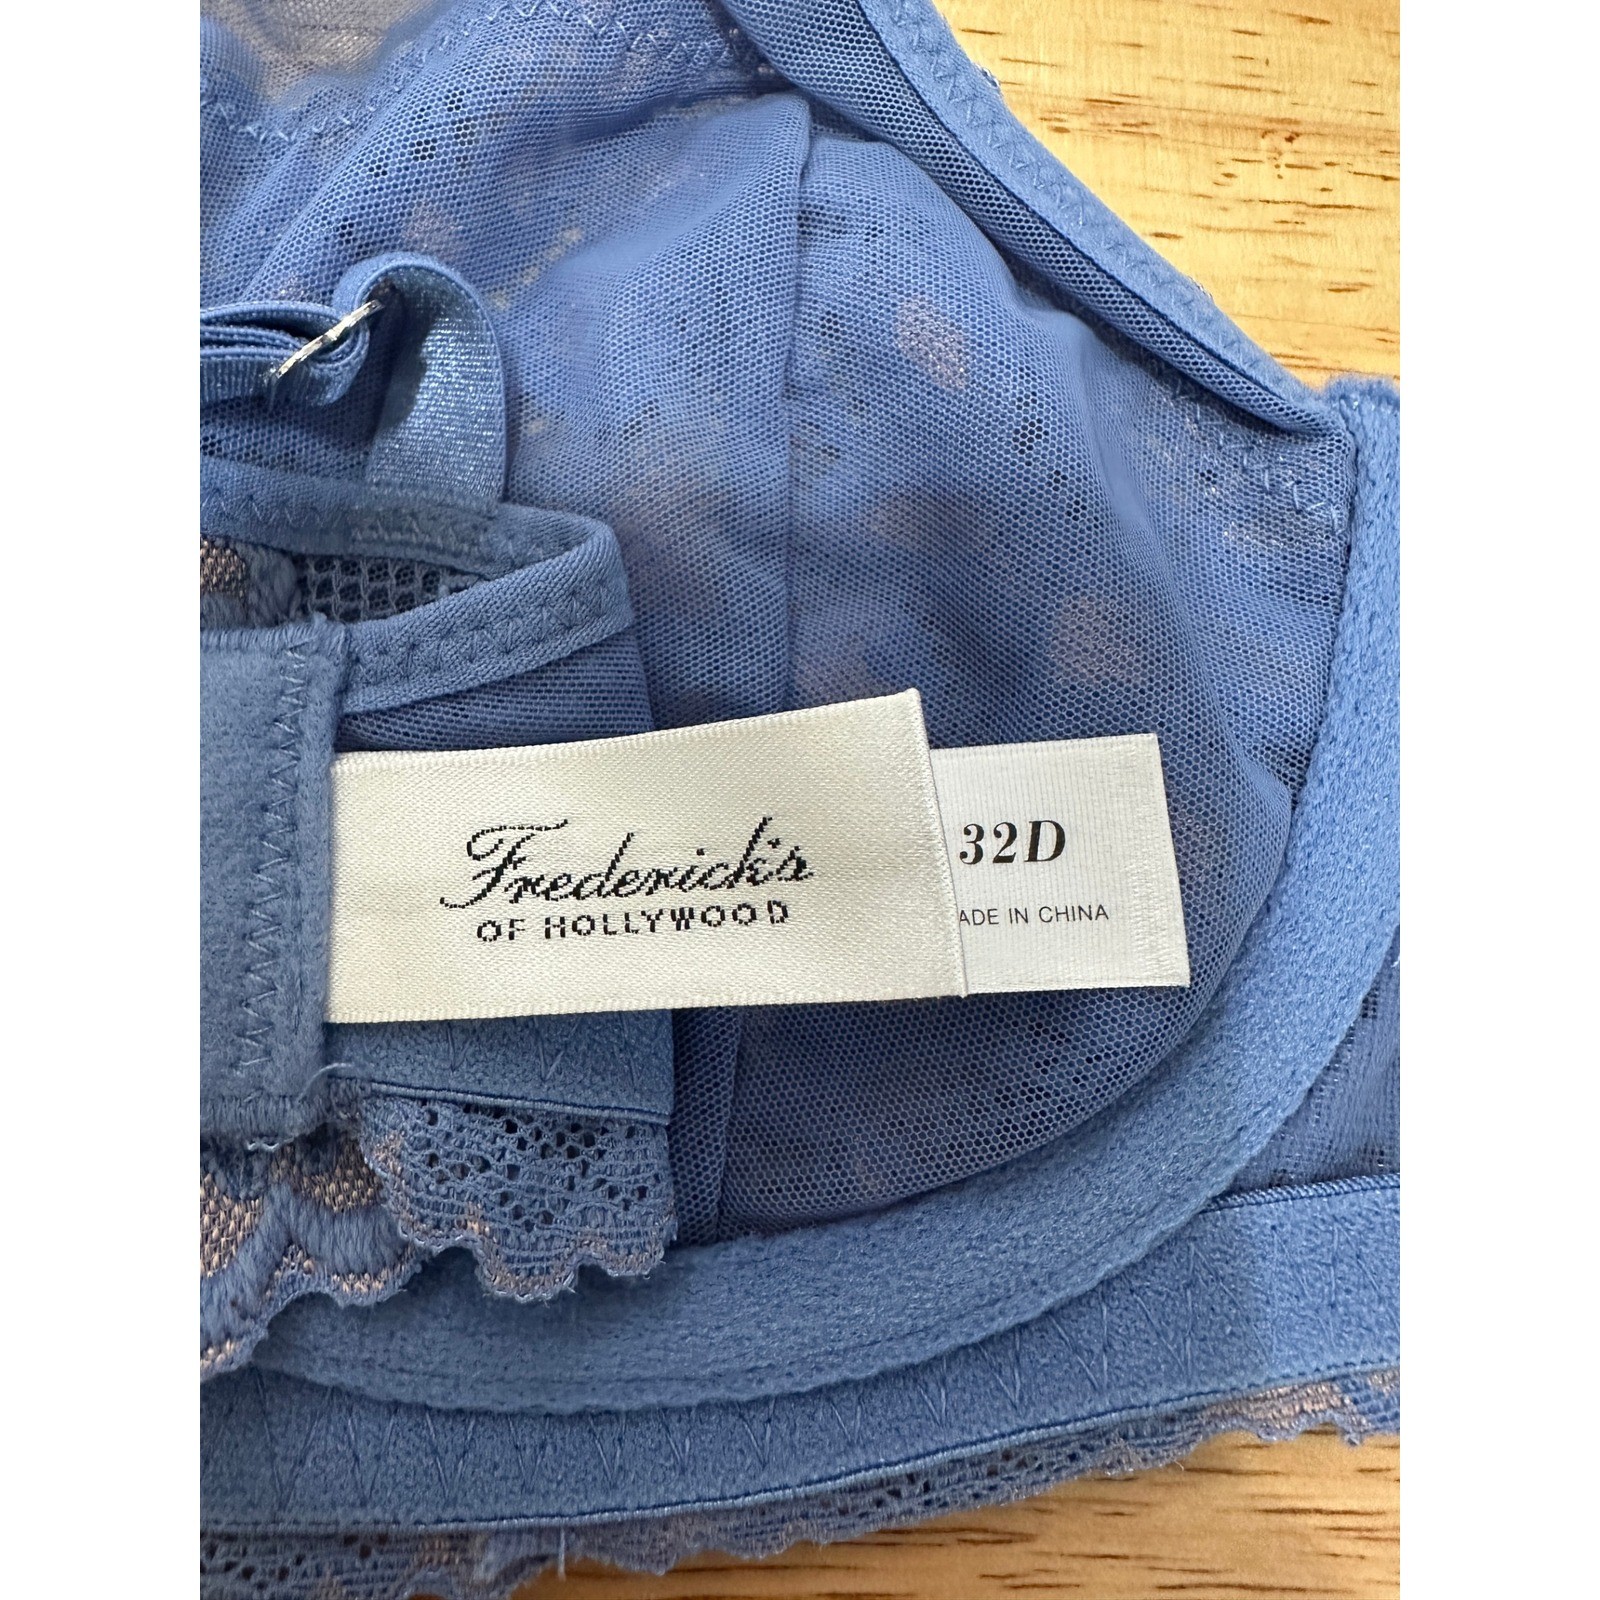 Frederick's
OF HOLLYWOOD
32D
ADE IN CHINA